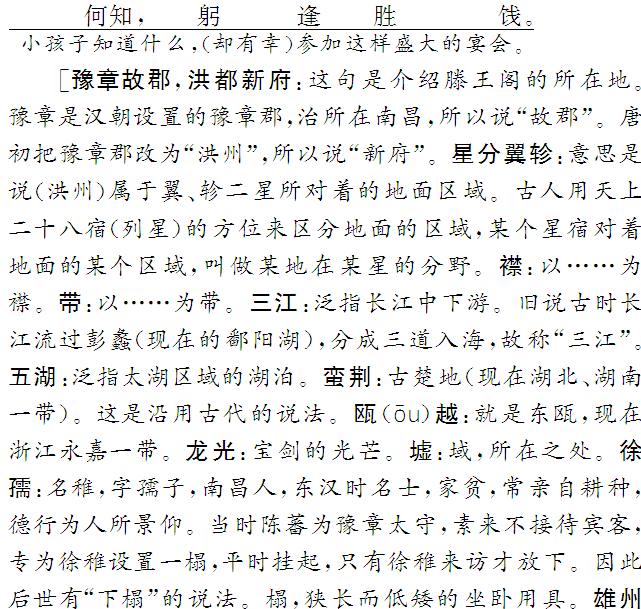 何知，躬逢胜饯。
小孩子知道什么，(却有幸)参加这样盛大的宴会。
[豫章故郡，洪都新府：这句是介绍滕王阁的所在地。
豫章是汉朝设置的豫章郡，治所在南昌，所以说“故郡”。唐
初把豫章郡改为“洪州”，所以说“新府”。星分翼轸：意思是
说(洪州)属于翼、轸二星所对着的地面区域。古人用天上
二十八宿(列星)的方位来区分地面的区域，某个星宿对着
地面的某个区域，叫做某地在某星的分野。襟：以……为
襟。带：以……为带。三江：泛指长江中下游。旧说古时长
江流过彭蠡(现在的鄱阳湖)，分成三道入海，故称“三江”。
五湖：泛指太湖区域的湖泊。蛮荆：古楚地(现在湖北、湖南
一带)。这是沿用古代的说法。瓯(ōu)越：就是东瓯，现在
浙江永嘉一带。龙光：宝剑的光芒。墟：域，所在之处。徐
孺：名稚，字孺子，南昌人，东汉时名士，家贫，常亲自耕种，
德行为人所景仰。当时陈蕃为豫章太守，素来不接待宾客，
专为徐稚设置一榻，平时挂起，只有徐稚来访才放下。因此
后世有“下榻”的说法。榻，狭长而低矮的坐卧用具。雄州